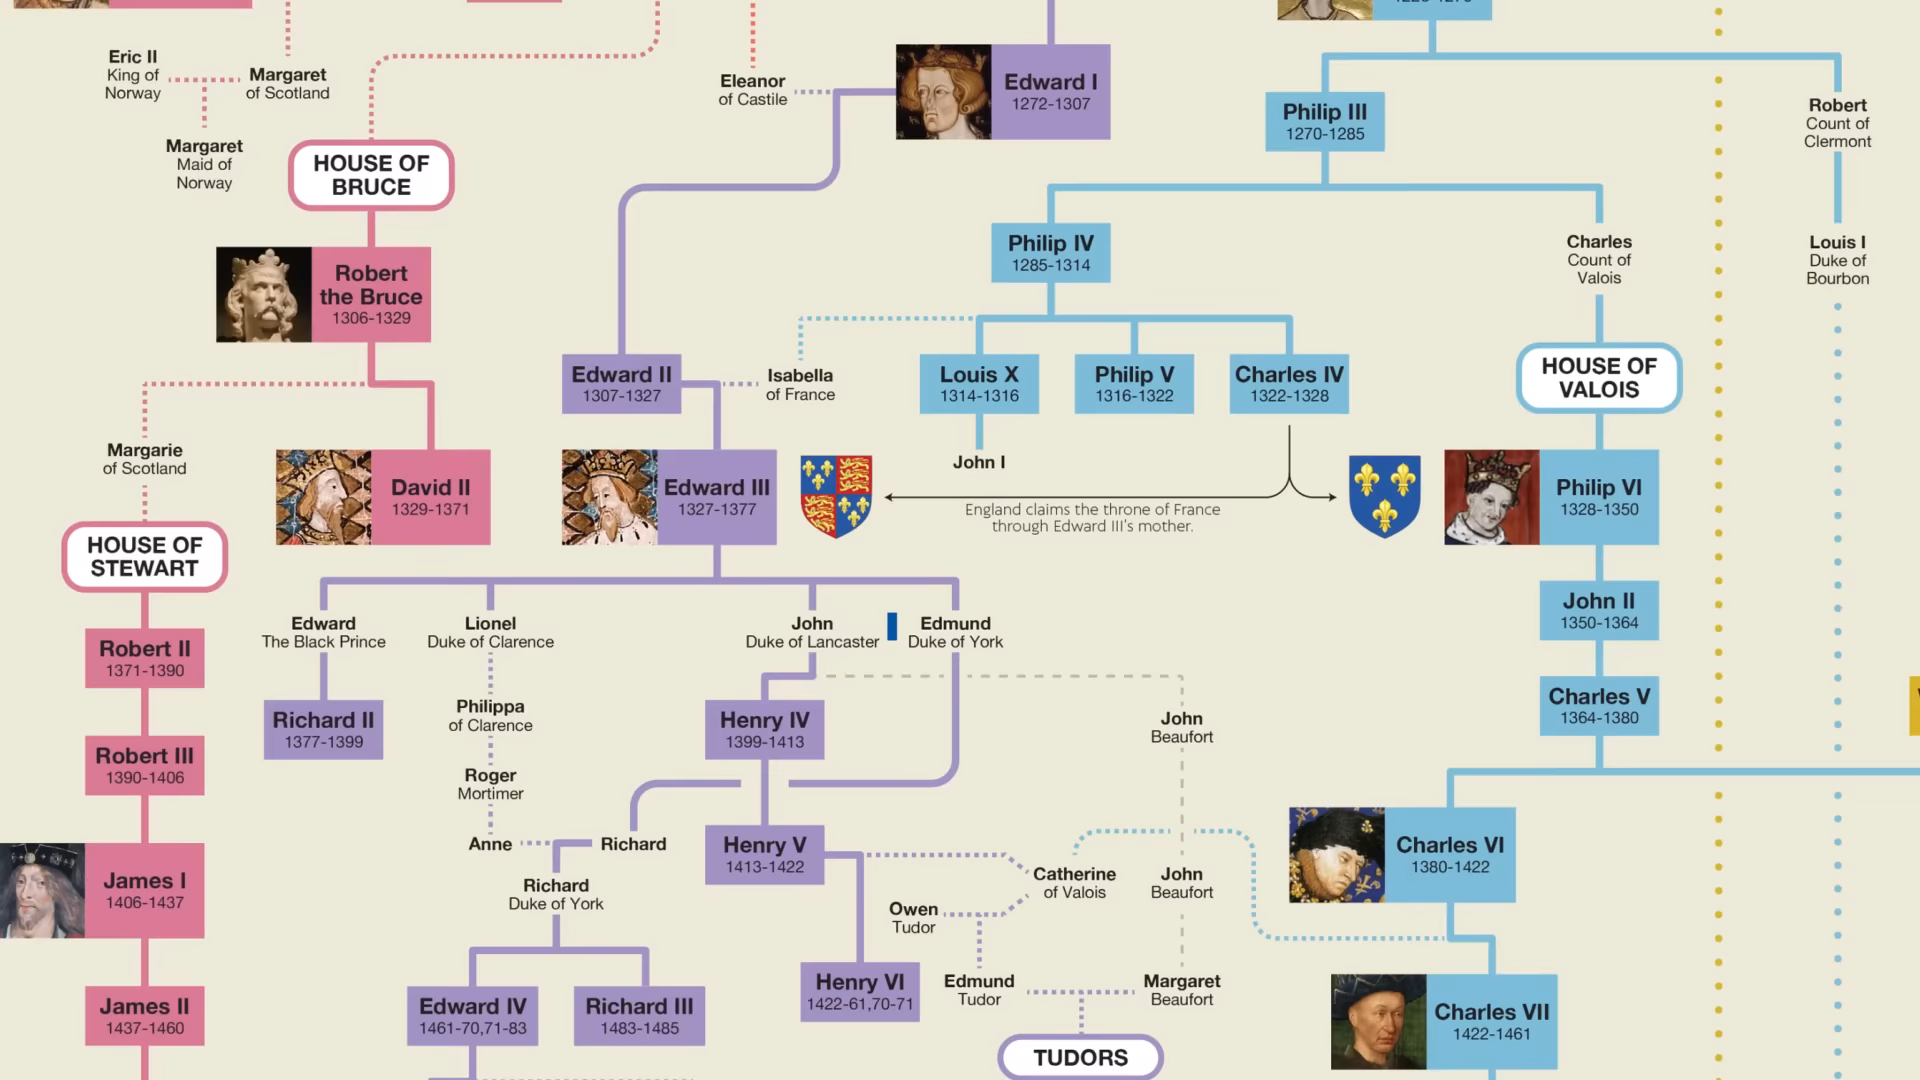 1226-1270
Eric II
King of
Norway
Margaret
of Scotland
Margaret
Maid of
Norway
HOUSE OF
BRUCE
Eleanor
of Castile
Edward I
1272-1307
Philip III
1270-1285
Robert
Count of
Clermont
Robert
the Bruce
1306-1329
Philip IV
1285-1314
Charles
Count of
Valois
Louis I
Duke of
Bourbon
Edward II
1307-1327
Isabella
of France
Louis X
1314-1316
Philip V
1316-1322
Charles IV
1322-1328
HOUSE OF
VALOIS
Margarie
of Scotland
David II
1329-1371
Edward III
1327-1377
John I
England claims the throne of France
through Edward III's mother.
Philip VI
1328-1350
HOUSE OF
STEWART
Robert II
1371-1390
Edward
The Black Prince
Lionel
Duke of Clarence
John
Duke of Lancaster
Edmund
Duke of York
John II
1350-1364
Richard II
1377-1399
Philippa
of Clarence
Henry IV
1399-1413
John
Beaufort
Charles V
1364-1380
Robert III
1390-1406
Roger
Mortimer
Anne
Richard
Henry V
1413-1422
Charles VI
1380-1422
James I
1406-1437
Richard
Duke of York
Catherine
of Valois
John
Beaufort
Owen
Tudor
Henry VI
1422-61,70-71
Edmund
Tudor
Margaret
Beaufort
James II
1437-1460
Edward IV
1461-70,71-83
Richard III
1483-1485
Charles VII
1422-1461
TUDORS